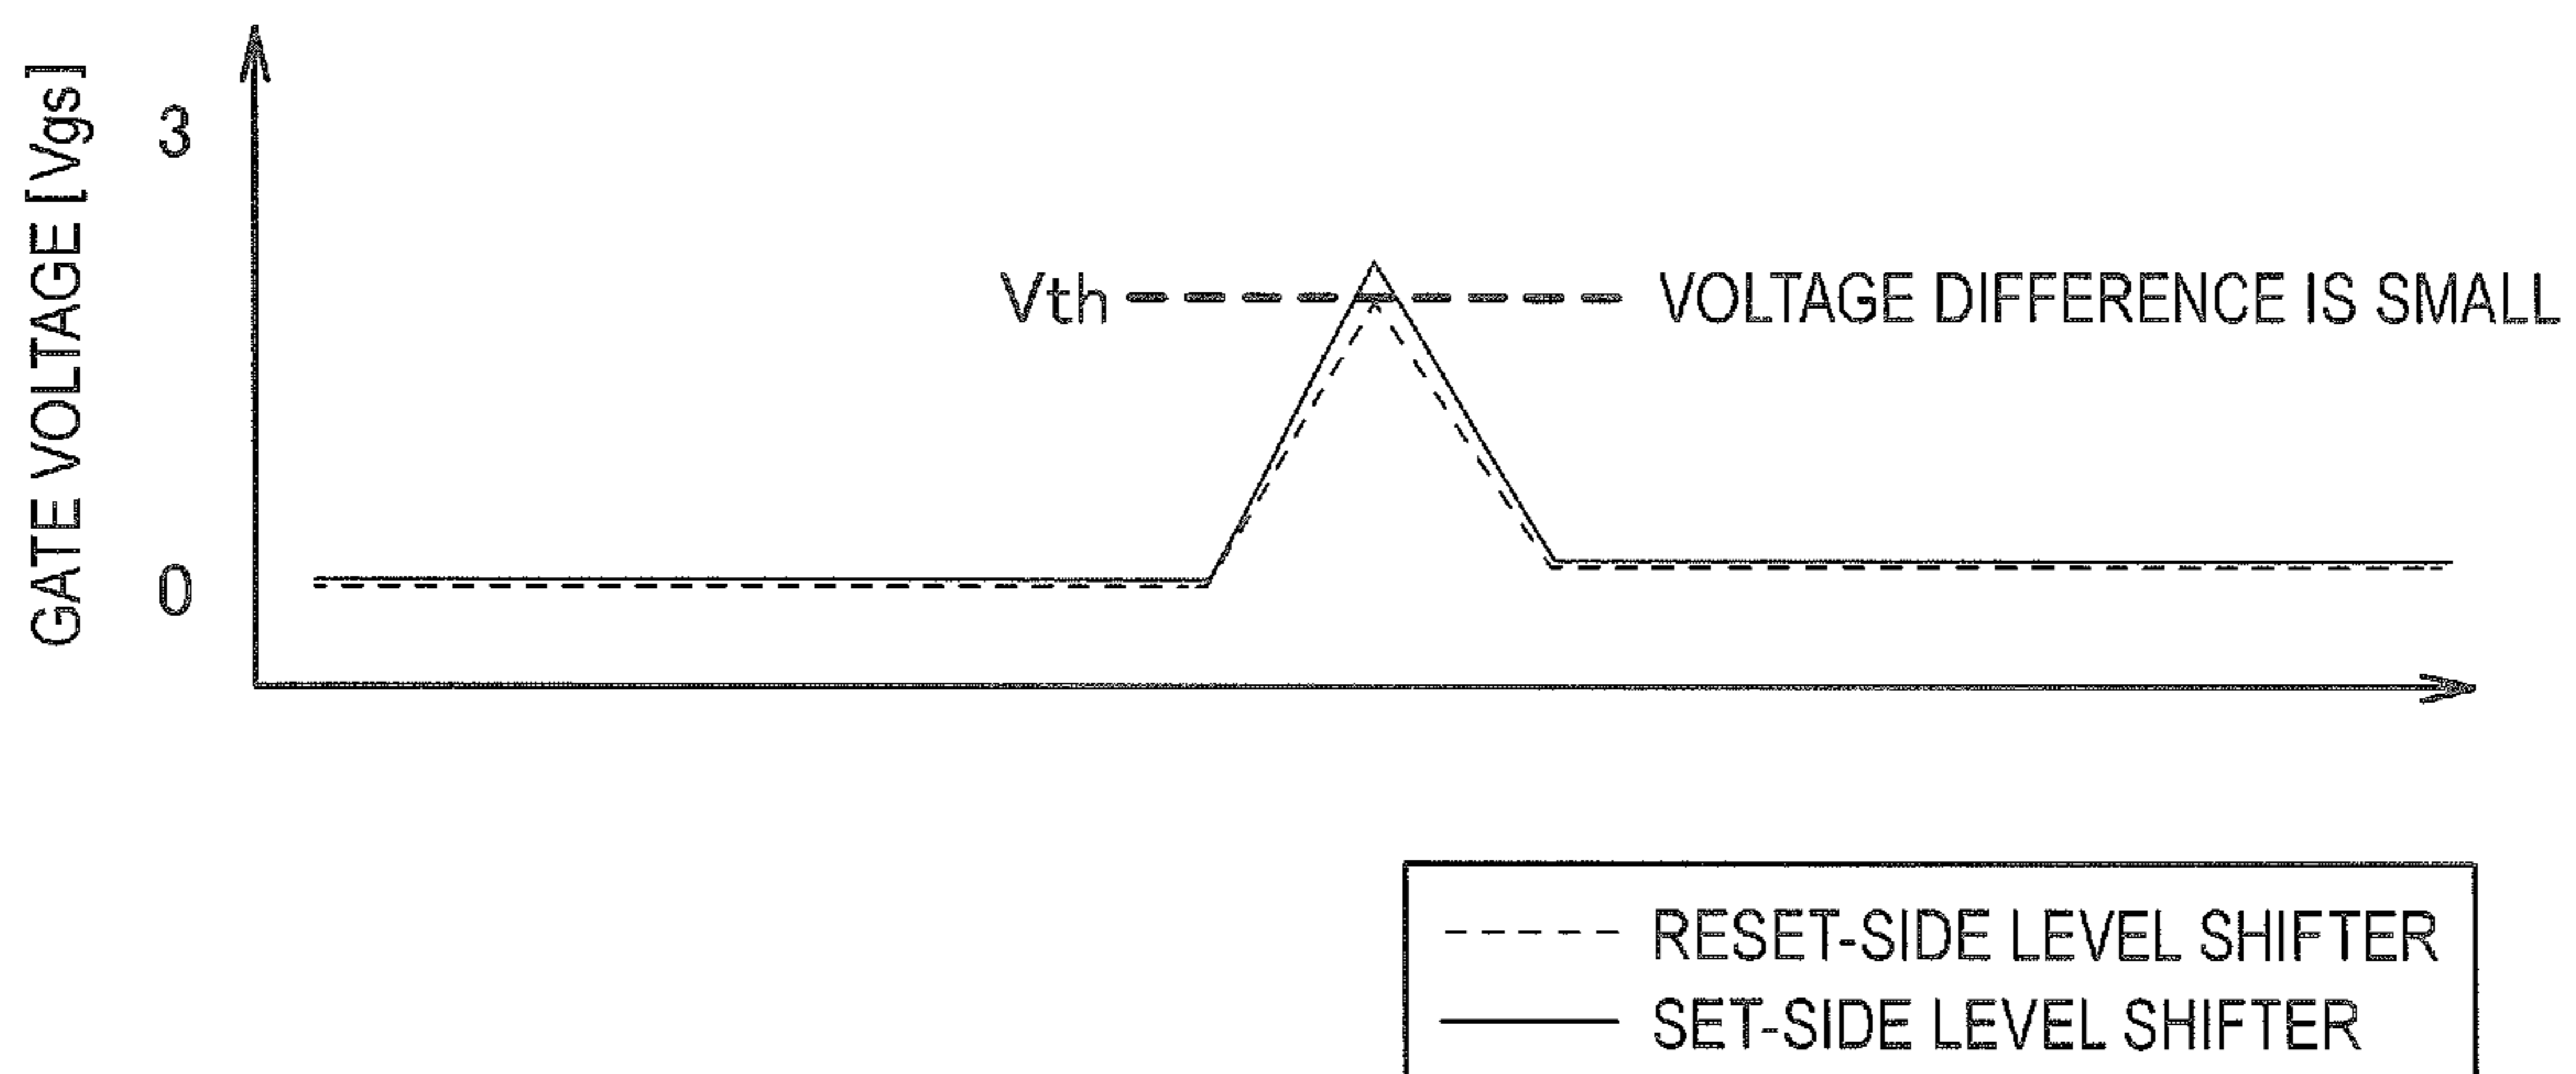 GATE VOLTAGE [Vgs]
3
0
Vth
VOLTAGE DIFFERENCE IS SMALL
RESET-SIDE LEVEL SHIFTER
SET-SIDE LEVEL SHIFTER